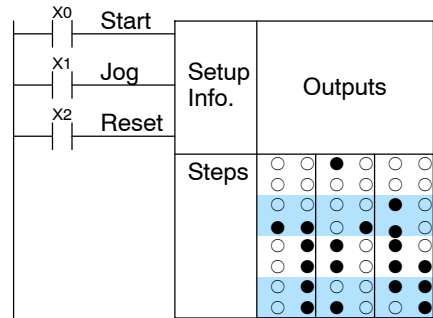 X0
Start
X1
Jog
X2
Reset
Setup
Info.
Outputs
Steps